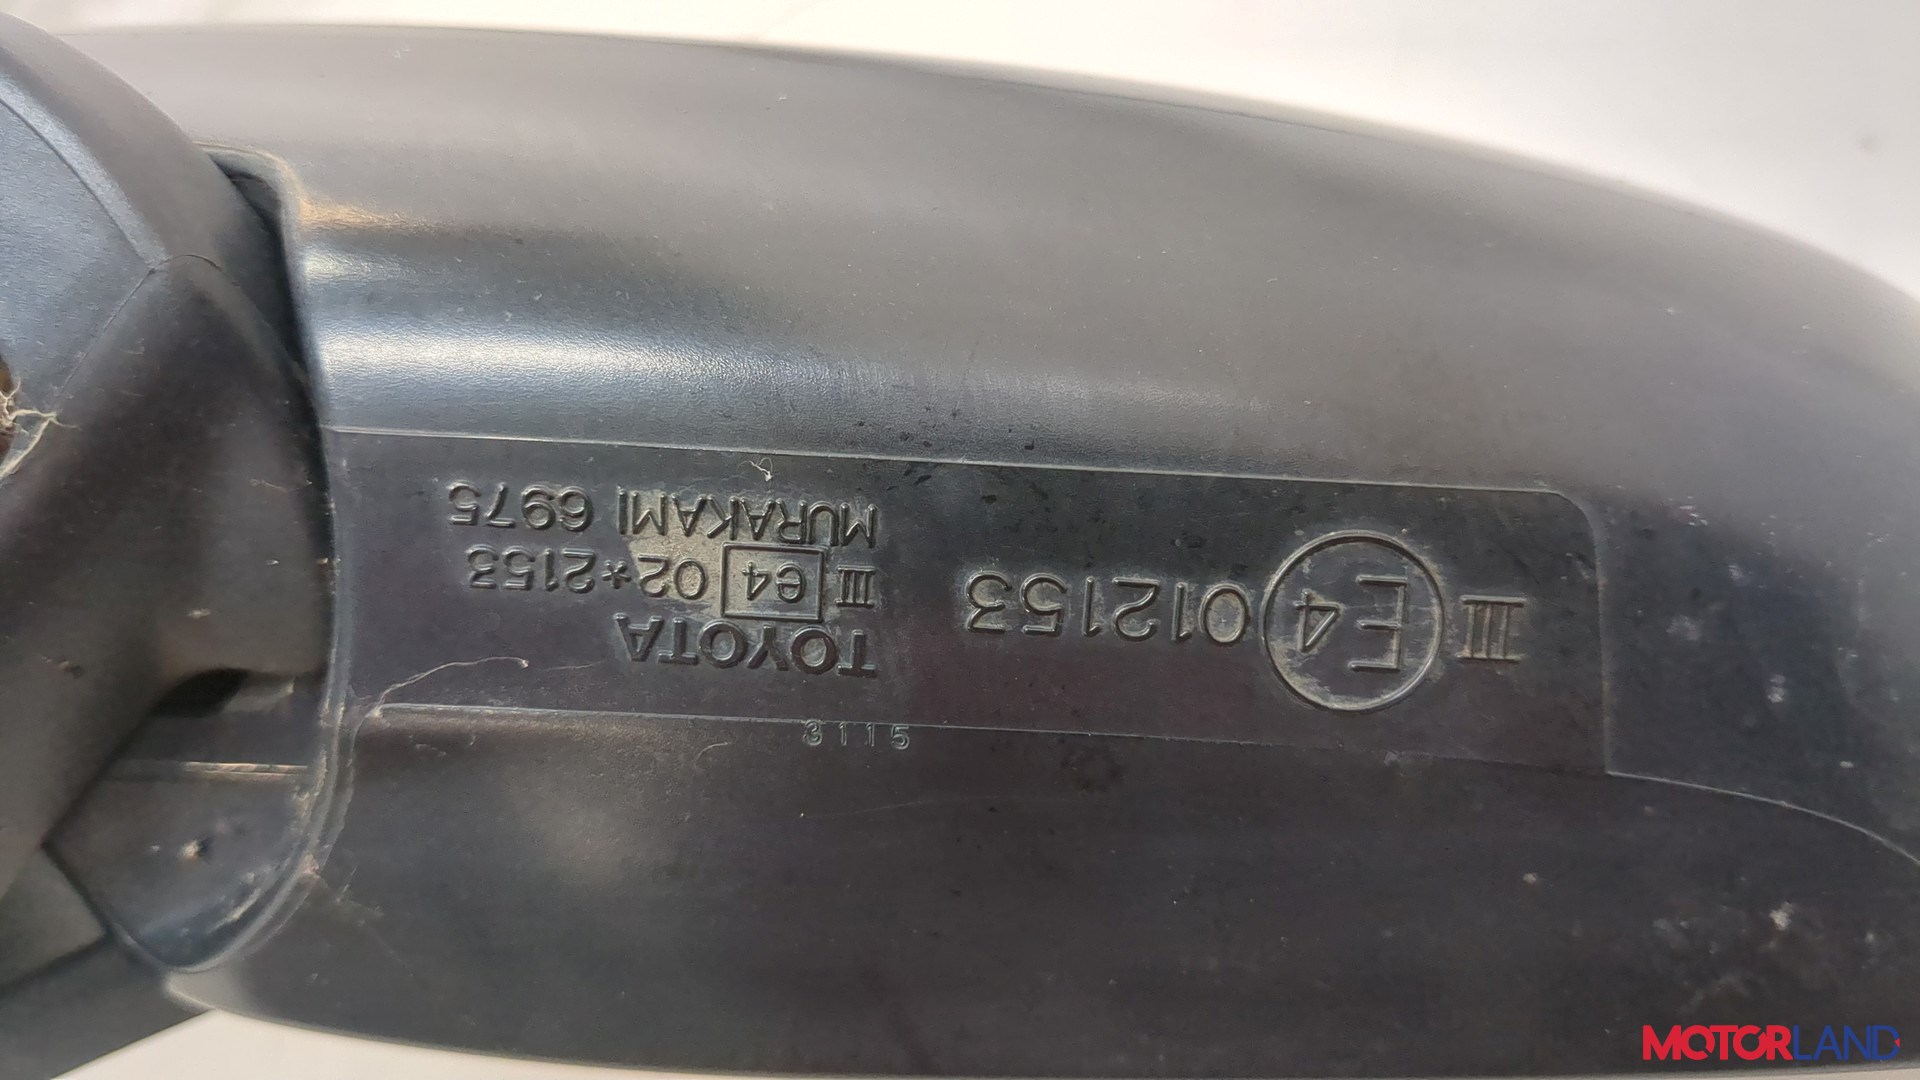 III E4 012153
TOYOTA
III e4 02*2153
MURAKAMI 6975
3115
MOTORLAND